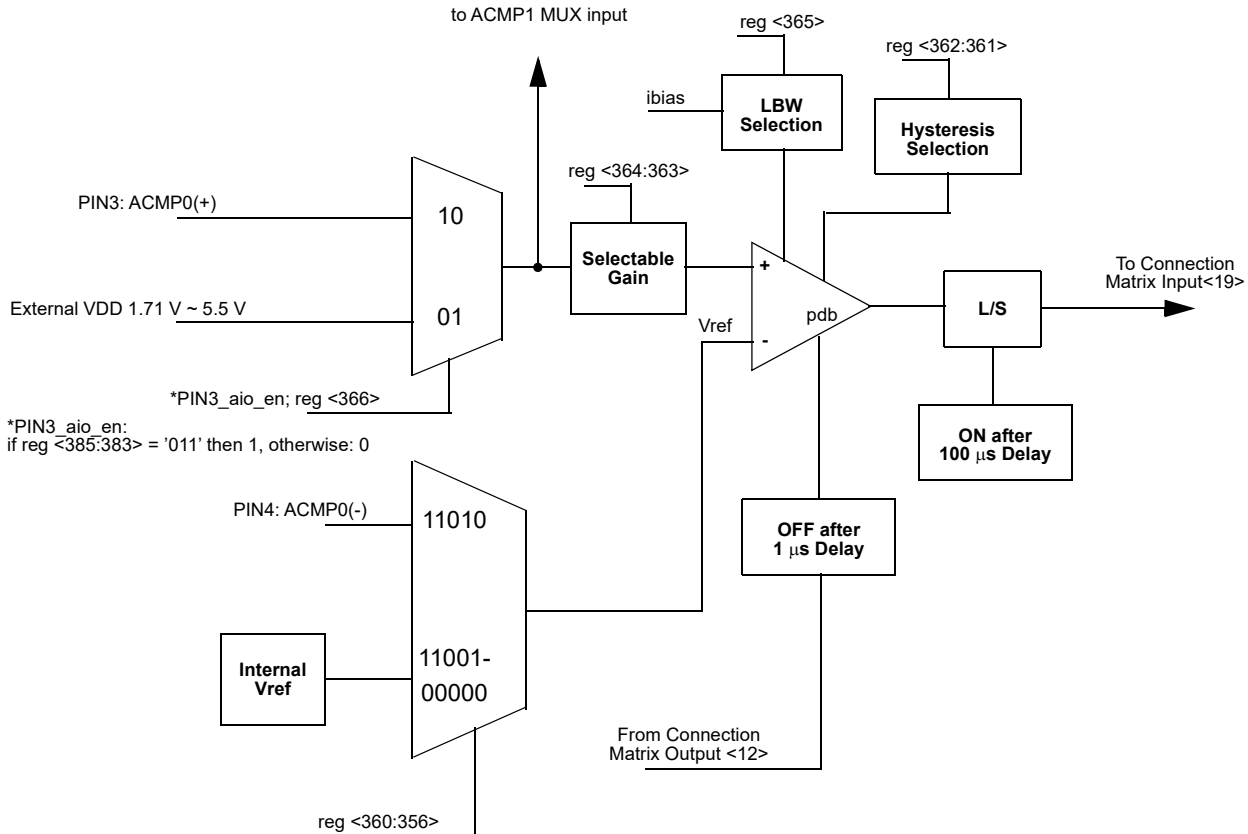 to ACMP1 MUX input
reg <365>
reg <362:361>
ibias
LBW
Selection
Hysteresis
Selection
reg <364:363>
PIN3: ACMP0(+)
10
Selectable
Gain
+
To Connection
Matrix Input<19>
External VDD 1.71 V ~ 5.5 V
01
Vref
pdb
-
L/S
*PIN3_aio_en; reg <366>
*PIN3_aio_en:
if reg <385:383> = '011' then 1, otherwise: 0
ON after
100 μs Delay
PIN4: ACMP0(-)
11010
OFF after
1 μs Delay
Internal
Vref
11001-
00000
From Connection
Matrix Output <12>
reg <360:356>